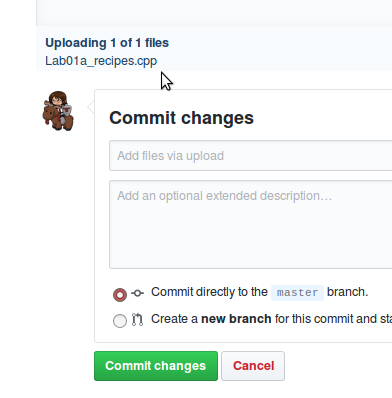 Uploading 1 of 1 files
Lab01a_recipes.cpp
Commit changes
Add files via upload
Add an optional extended description…
Commit directly to the master branch.
Create a new branch for this commit and sta
Commit changes
Cancel